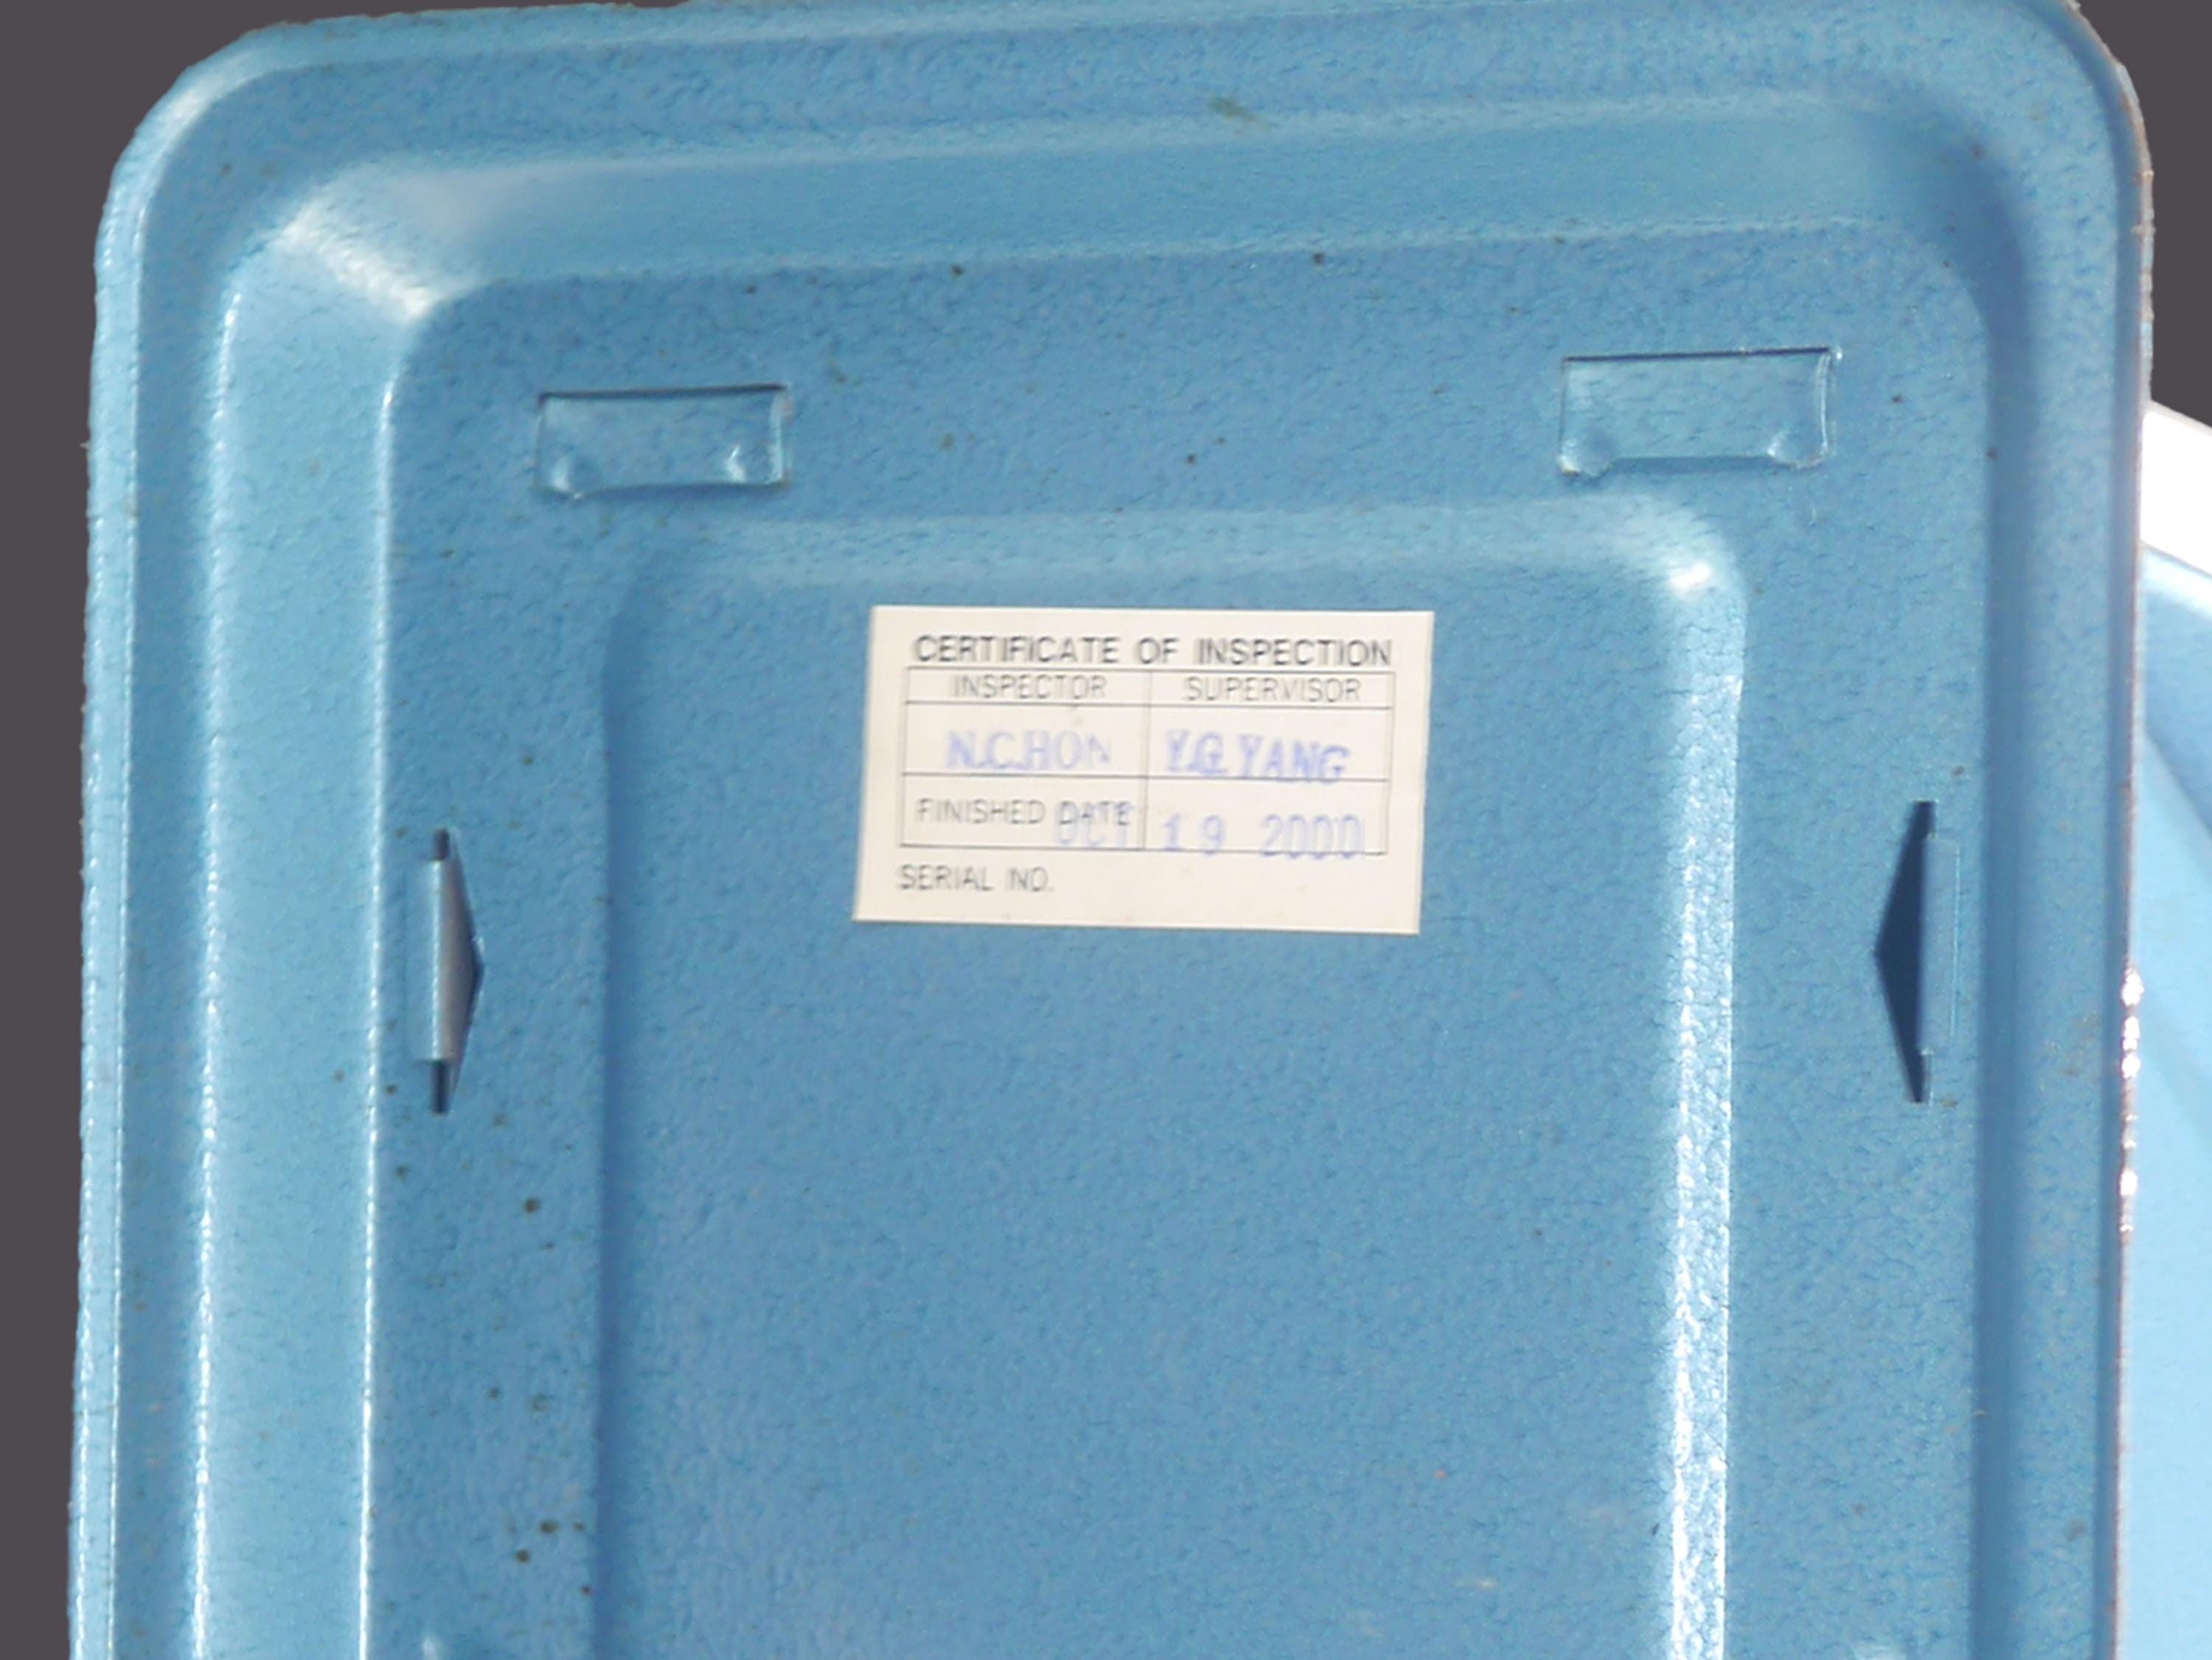 CERTIFICATE OF INSPECTION
INSPECTOR SUPERVISOR
N.C.HON Y.G.YANG
FINISHED DATE OCT 19 2000
SERIAL NO.